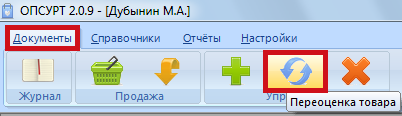 ОПСУРТ 2.0.9 - [Дубынин М.А.]
Документы Справочники Отчёты Настройки
Журнал Продажа Упр
Переоценка товара